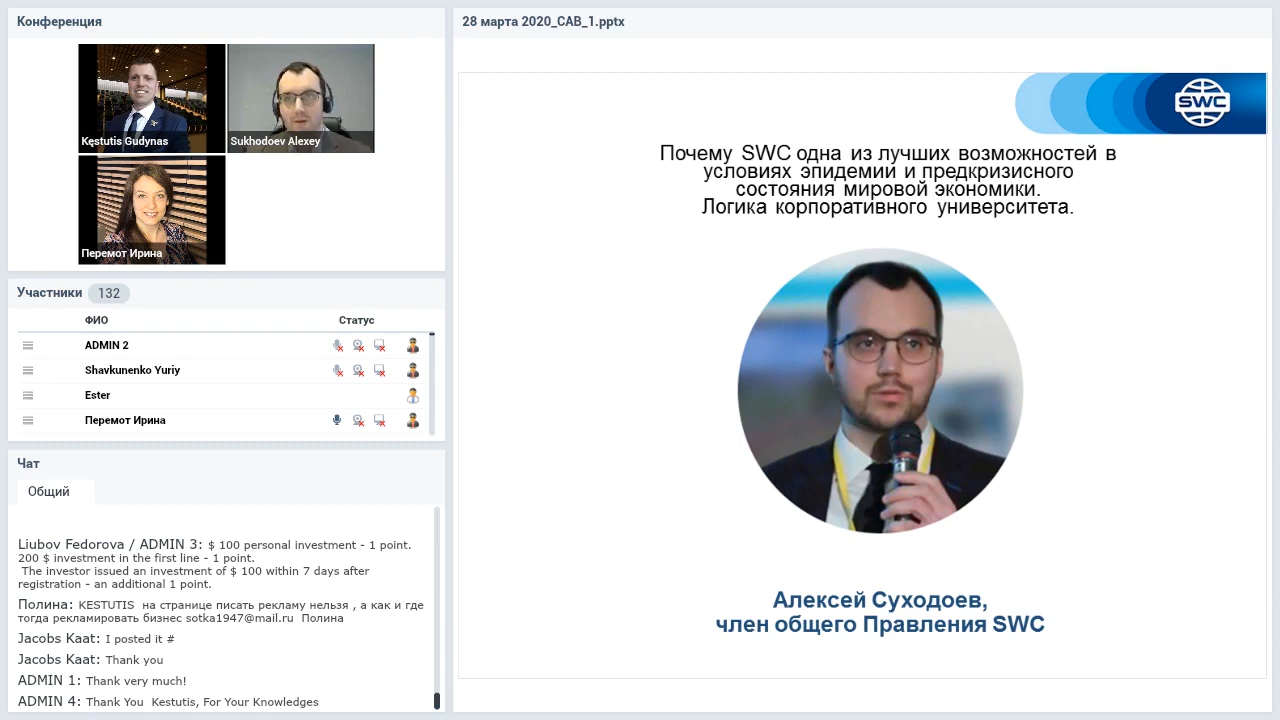 Конференция
Kęstutis Gudynas
Sukhodoev Alexey
Перемот Ирина
Участники 132
ФИО Статус
ADMIN 2
Shavkunenko Yuriy
Ester
Перемот Ирина
Чат
Общий
Liubov Fedorova / ADMIN 3: $ 100 personal investment - 1 point.
200 $ investment in the first line - 1 point.
The investor issued an investment of $ 100 within 7 days after
registration - an additional 1 point.
Полина: KESTUTIS на странице писать рекламу нельзя , а как и где
тогда рекламировать бизнес sotka1947@mail.ru Полина
Jacobs Kaat: I posted it #
Jacobs Kaat: Thank you
ADMIN 1: Thank very much!
ADMIN 4: Thank You Kestutis, For Your Knowledges
28 марта 2020_CAB_1.pptx
SWC
Почему SWC одна из лучших возможностей в
условиях эпидемии и предкризисного
состояния мировой экономики.
Логика корпоративного университета.
Алексей Суходоев,
член общего Правления SWC